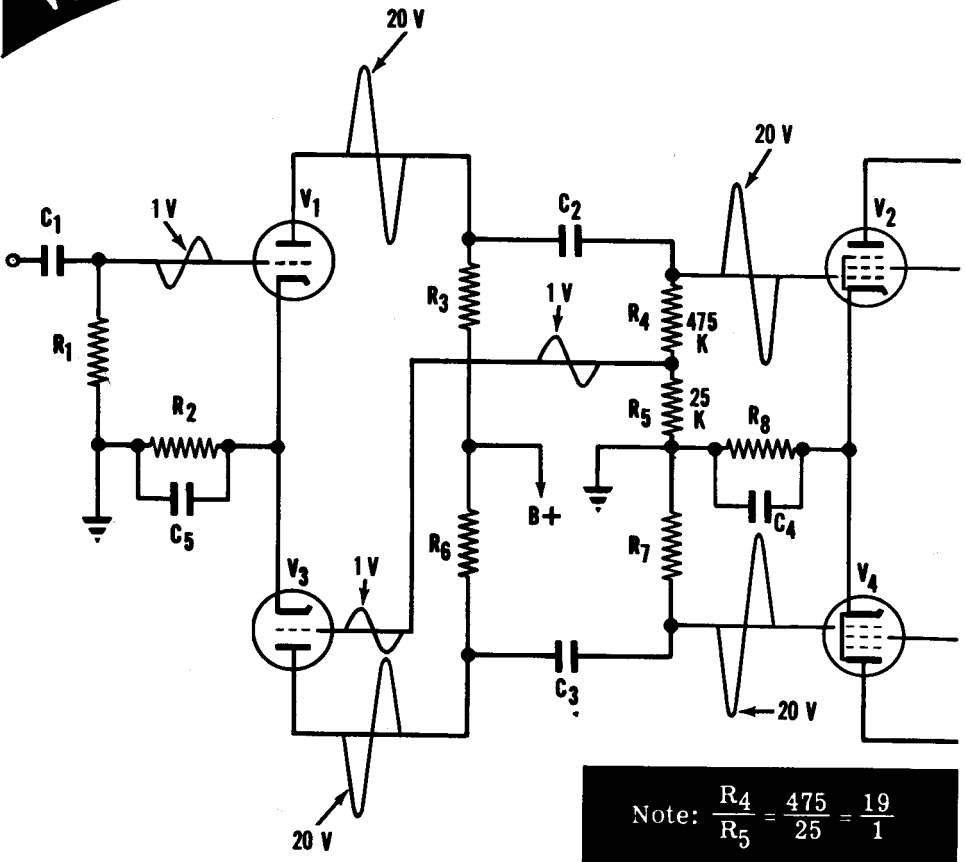 20 V
20 V
C1
1 V
V1
C2
V2
R3
1 V
R4
475
K
R1
R2
R5
25
K
R8
C5
B+
R6
R7
C4
V3
1 V
V4
C3
20 V
20 V
Note: R4/R5 = 475/25 = 19/1